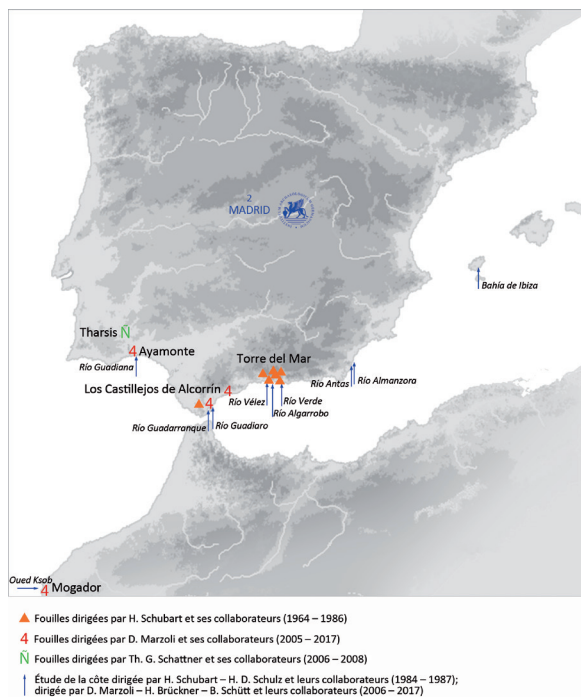 2
MADRID
Bahía de Ibiza
Tharsis Ñ
4 Ayamonte
Río Guadiana
Torre del Mar
Río Antas
Río Almanzora
Los Castillejos de Alcorrín 4
4
Río Vélez
Río Verde
Río Algarrobo
Río Guadarranque
Río Guadiaro
Oued Ksob
4 Mogador
Fouilles dirigées par H. Schubart et ses collaborateurs (1964 – 1986)
4 Fouilles dirigées par D. Marzoli et ses collaborateurs (2005 – 2017)
Ñ Fouilles dirigées par Th. G. Schattner et ses collaborateurs (2006 – 2008)
Étude de la côte dirigée par H. Schubart – H. D. Schulz et leurs collaborateurs (1984 – 1987);
dirigée par D. Marzoli – H. Brückner – B. Schütt et leurs collaborateurs (2006 - 2017)